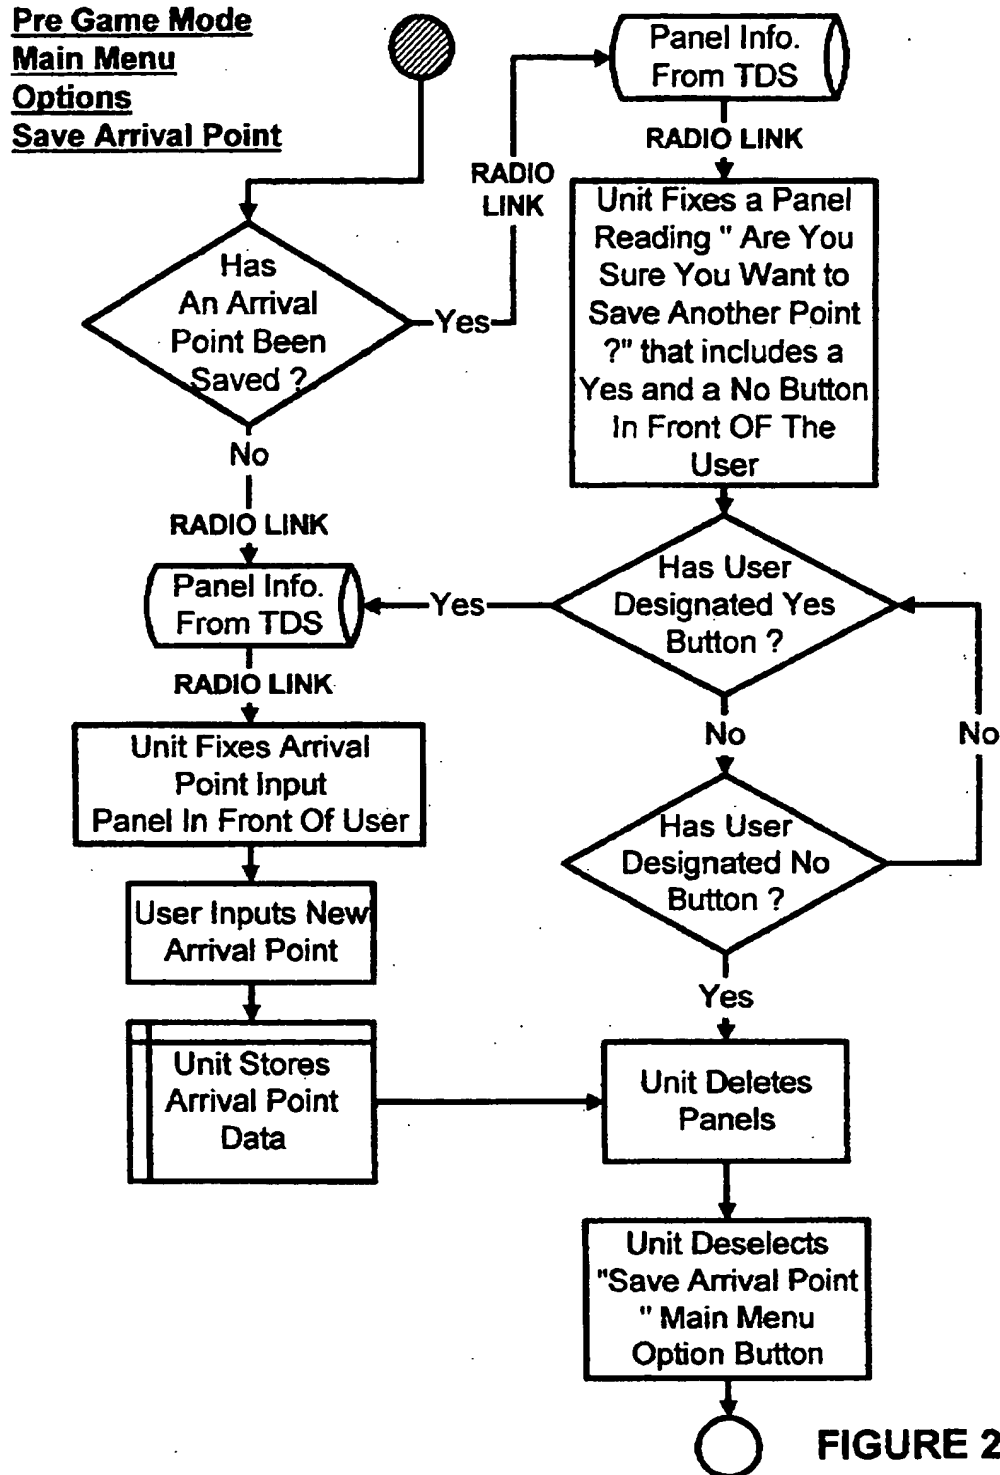 Pre Game Mode
Main Menu
Options
Save Arrival Point
Panel Info.
From TDS
RADIO LINK
RADIO
LINK
Unit Fixes a Panel
Reading " Are You
Sure You Want to
Save Another Point
?" that includes a
Yes and a No Button
In Front OF The
User
Has
An Arrival
Point Been
Saved ?
Yes
No
RADIO LINK
Panel Info.
From TDS
RADIO LINK
Yes
Has User
Designated Yes
Button ?
No
No
Unit Fixes Arrival
Point Input
Panel In Front Of User
Has User
Designated No
Button ?
User Inputs New
Arrival Point
Yes
Unit Stores
Arrival Point
Data
Unit Deletes
Panels
Unit Deselects
"Save Arrival Point
" Main Menu
Option Button
FIGURE 2